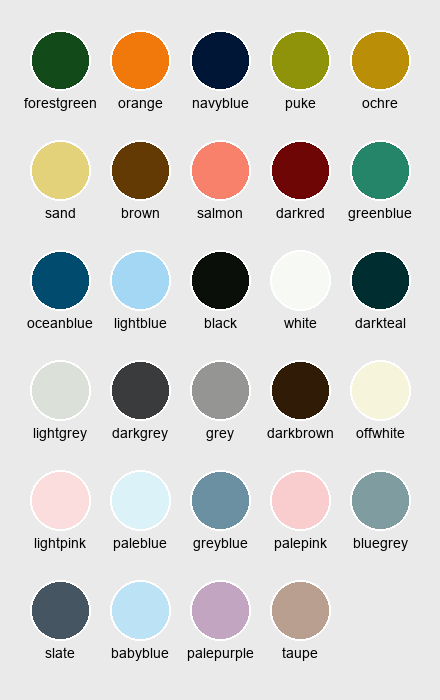 forestgreen orange navyblue puke ochre
sand brown salmon darkred greenblue
oceanblue lightblue black white darkteal
lightgrey darkgrey grey darkbrown offwhite
lightpink paleblue greyblue palepink bluegrey
slate babyblue palepurple taupe